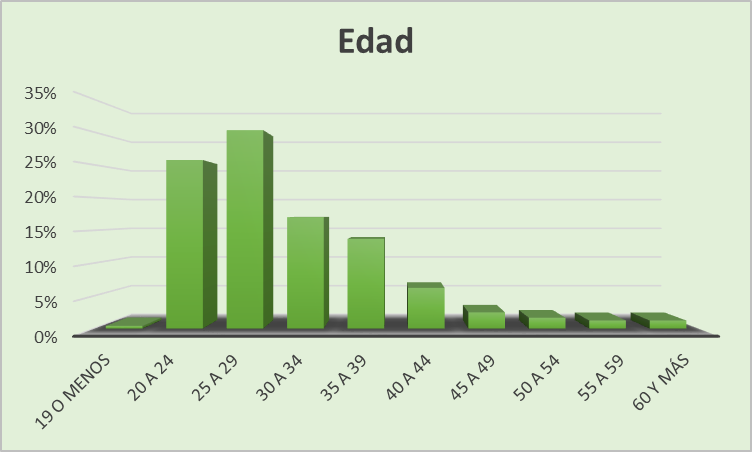 Edad
35%
30%
25%
20%
15%
10%
5%
0%
19 O MENOS
20 A 24
25 A 29
30 A 34
35 A 39
40 A 44
45 A 49
50 A 54
55 A 59
60 Y MÁS